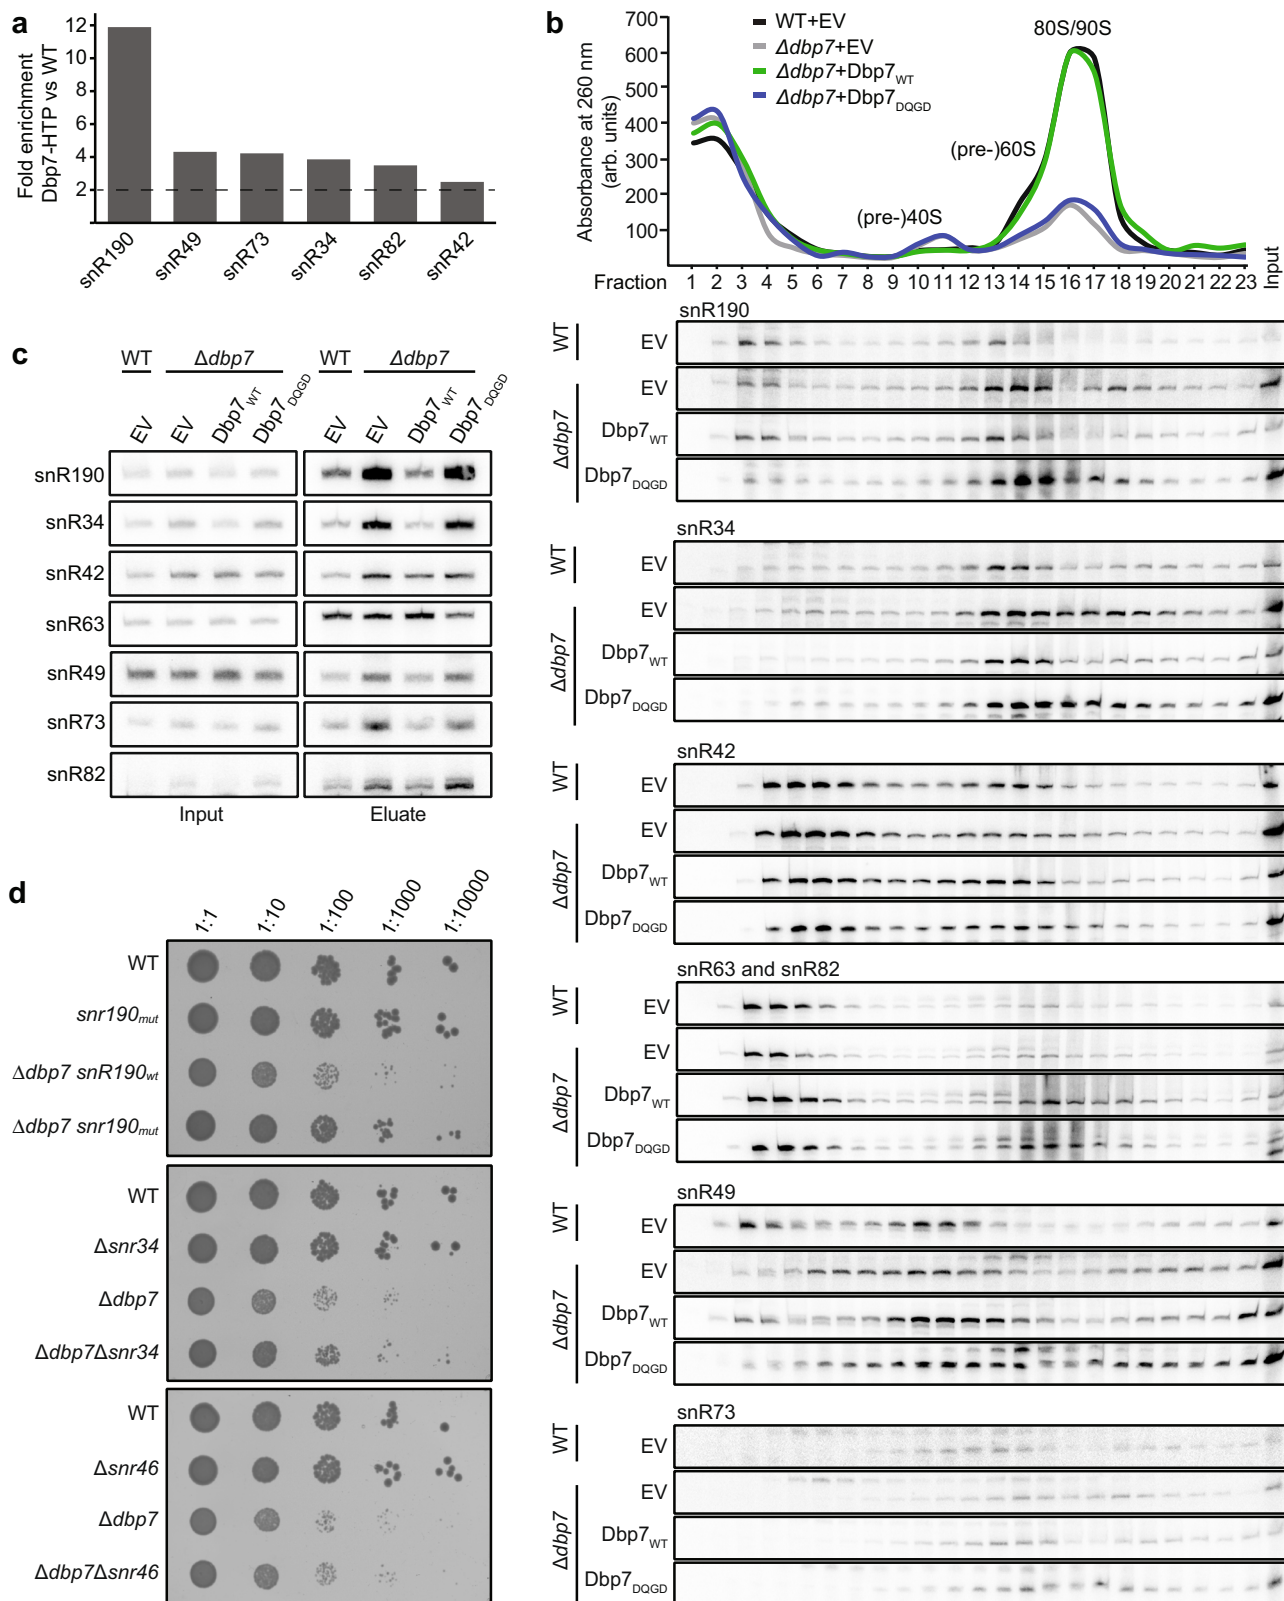 a
Fold enrichment
Dbp7-HTP vs WT
12
10
8
6
4
2
snR190
snR49
snR73
snR34
snR82
snR42
b
Absorbance at 260 nm
(arb. units)
700
600
500
400
300
200
100
WT+EV
Δdbp7+EV
Δdbp7+Dbp7WT
Δdbp7+Dbp7DQGD
80S/90S
(pre-)60S
(pre-)40S
Fraction 1 2 3 4 5 6 7 8 9 10 11 12 13 14 15 16 17 18 19 20 21 22 23 Input
snR190
WT EV
Δdbp7 EV
Dbp7WT
Dbp7DQGD
snR34
WT EV
Δdbp7 EV
Dbp7WT
Dbp7DQGD
snR42
WT EV
Δdbp7 EV
Dbp7WT
Dbp7DQGD
snR63 and snR82
WT EV
Δdbp7 EV
Dbp7WT
Dbp7DQGD
snR49
WT EV
Δdbp7 EV
Dbp7WT
Dbp7DQGD
snR73
WT EV
Δdbp7 EV
Dbp7WT
Dbp7DQGD
c
WT Δdbp7 WT Δdbp7
EV EV Dbp7WT Dbp7DQGD EV EV Dbp7WT Dbp7DQGD
snR190
snR34
snR42
snR63
snR49
snR73
snR82
Input Eluate
d
1:1 1:10 1:100 1:1000 1:10000
WT
snr190mut
Δdbp7 snR190wt
Δdbp7 snr190mut
WT
Δsnr34
Δdbp7
Δdbp7Δsnr34
WT
Δsnr46
Δdbp7
Δdbp7Δsnr46